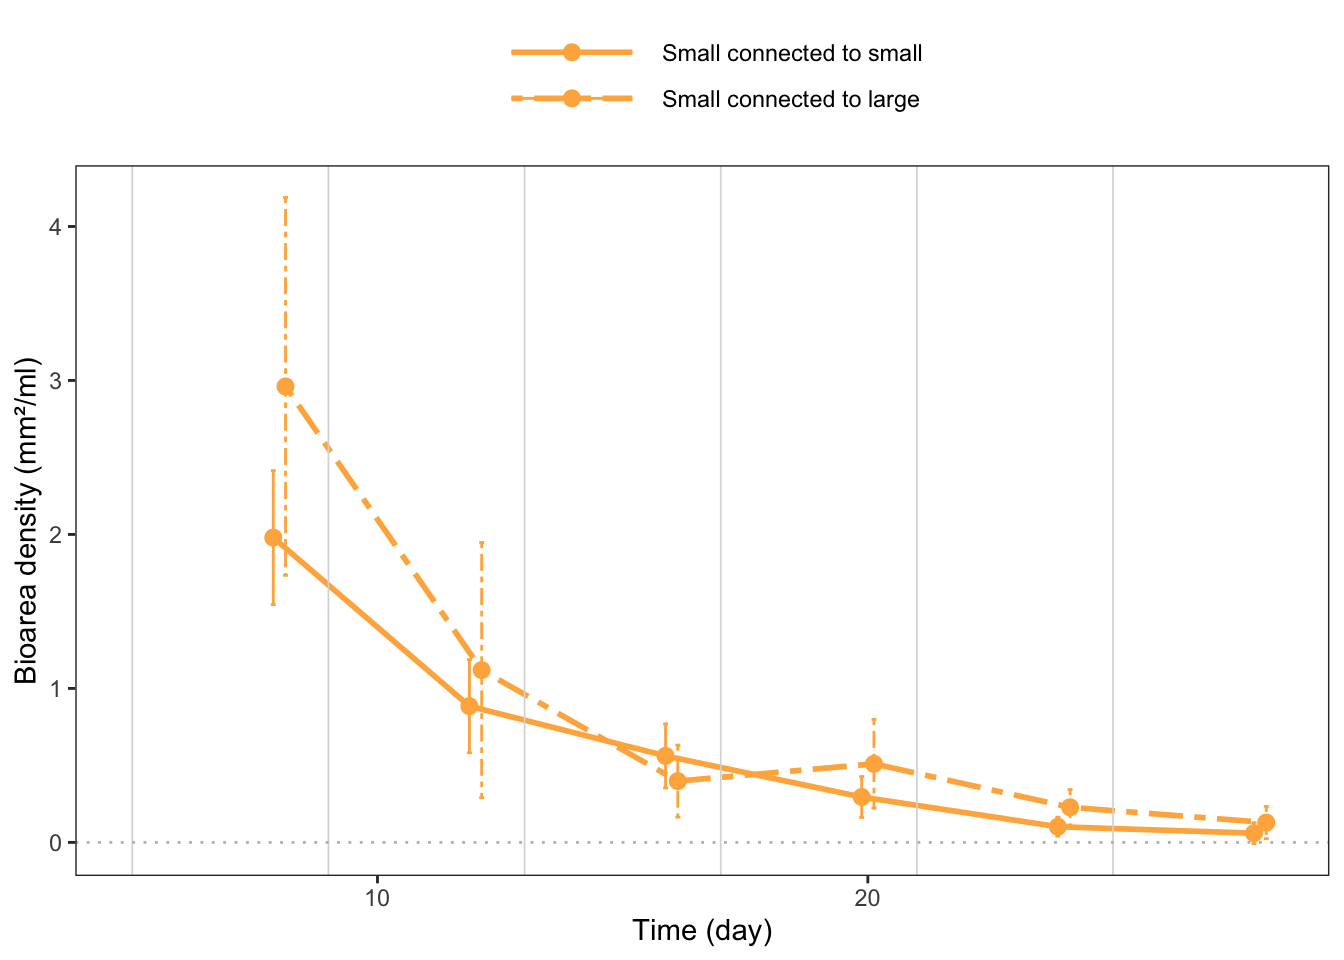 Small connected to small
Small connected to large
Bioarea density (mm²/ml)
4
3
2
1
0
10
20
Time (day)